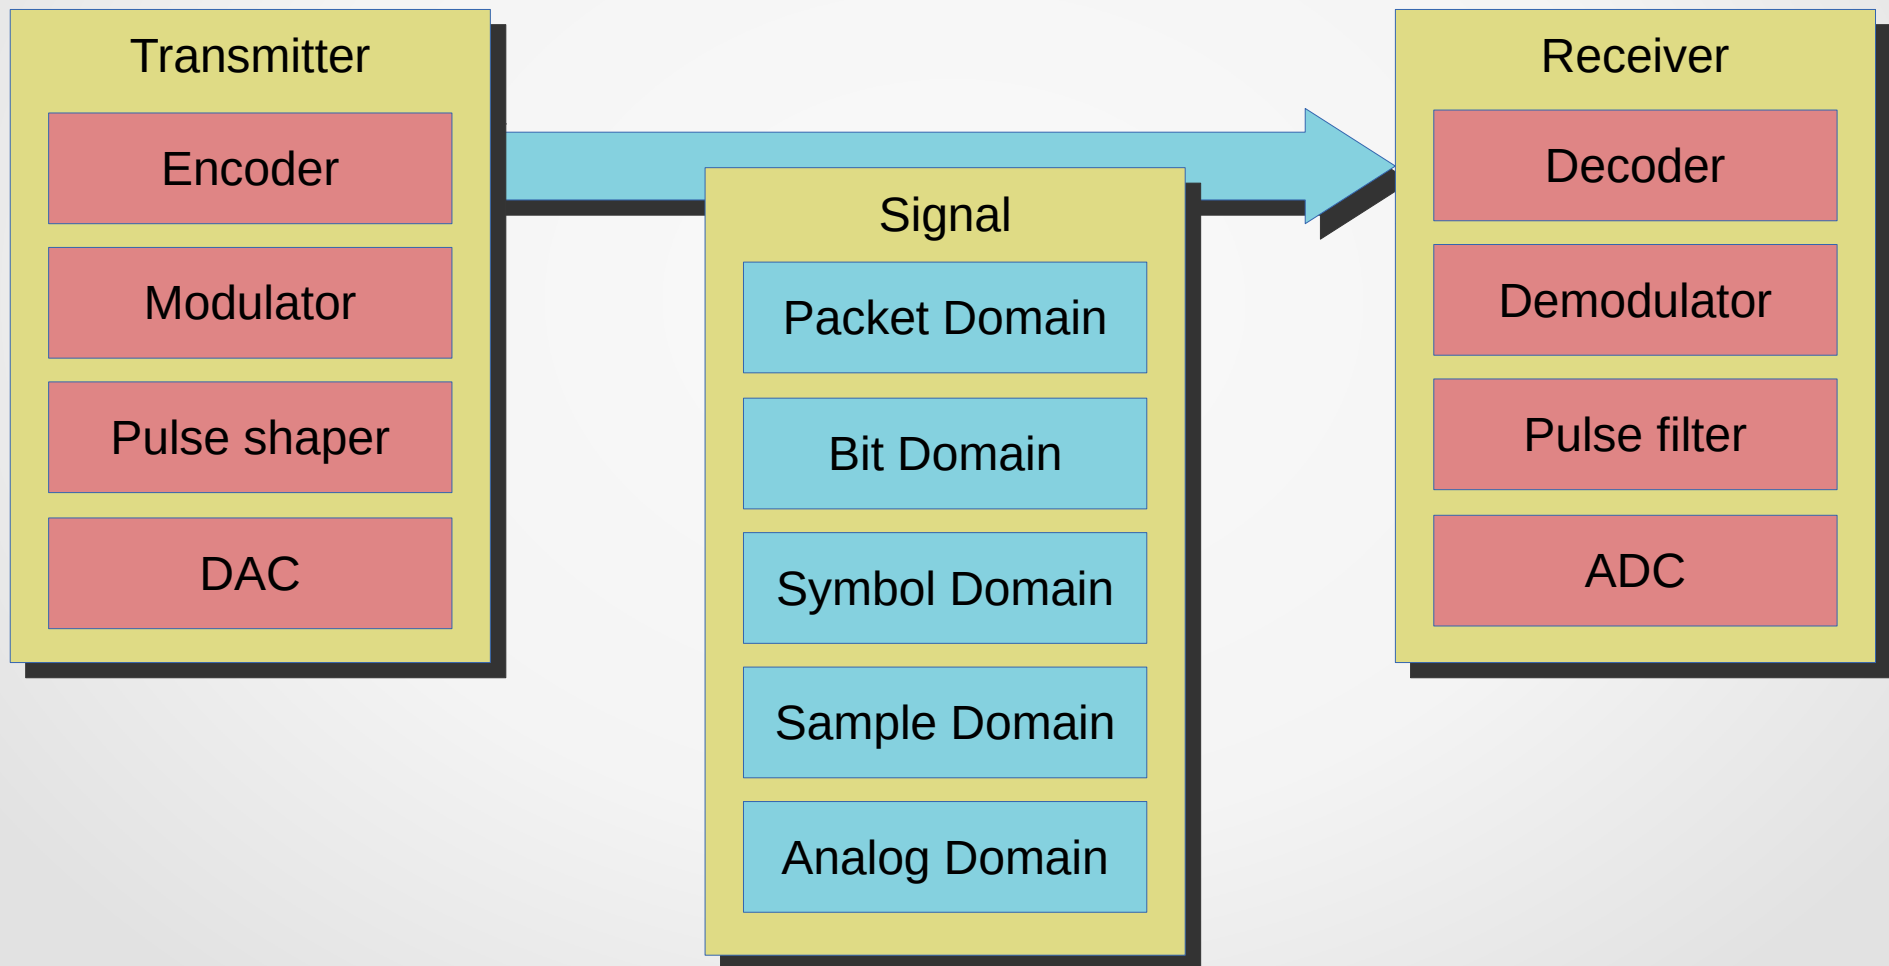 Transmitter
Encoder
Modulator
Pulse shaper
DAC
Signal
Packet Domain
Bit Domain
Symbol Domain
Sample Domain
Analog Domain
Receiver
Decoder
Demodulator
Pulse filter
ADC